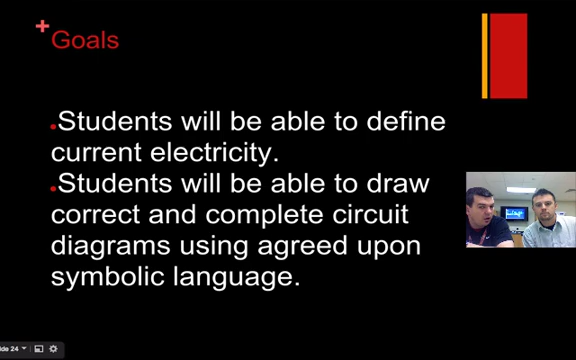 Goals
Students will be able to define
current electricity.
Students will be able to draw
correct and complete circuit
diagrams using agreed upon
symbolic language.
24